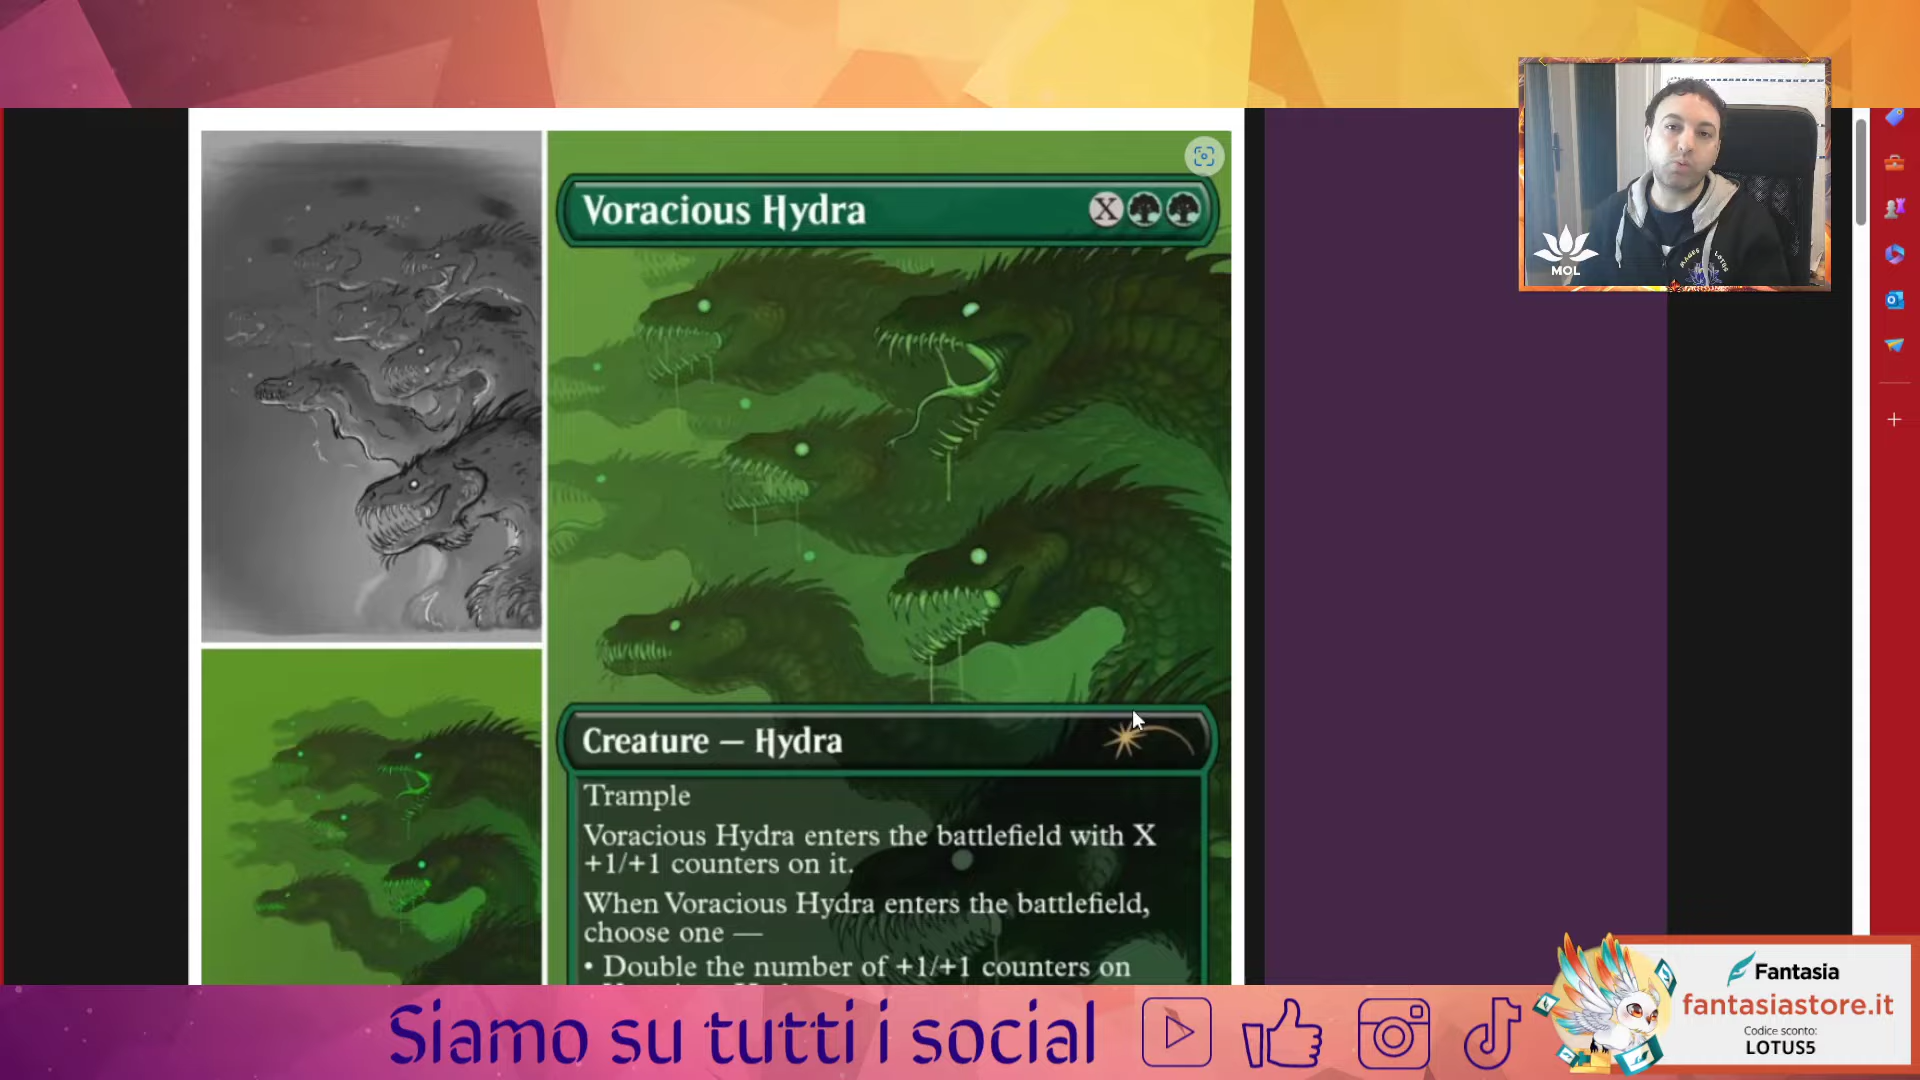 Voracious Hydra
X
Creature — Hydra
Trample
Voracious Hydra enters the battlefield with X
+1/+1 counters on it.
When Voracious Hydra enters the battlefield,
choose one —
• Double the number of +1/+1 counters on
MOL
MAGES LOTUS
Siamo su tutti i social
Fantasia
fantasiastore.it
Codice sconto:
LOTUS5